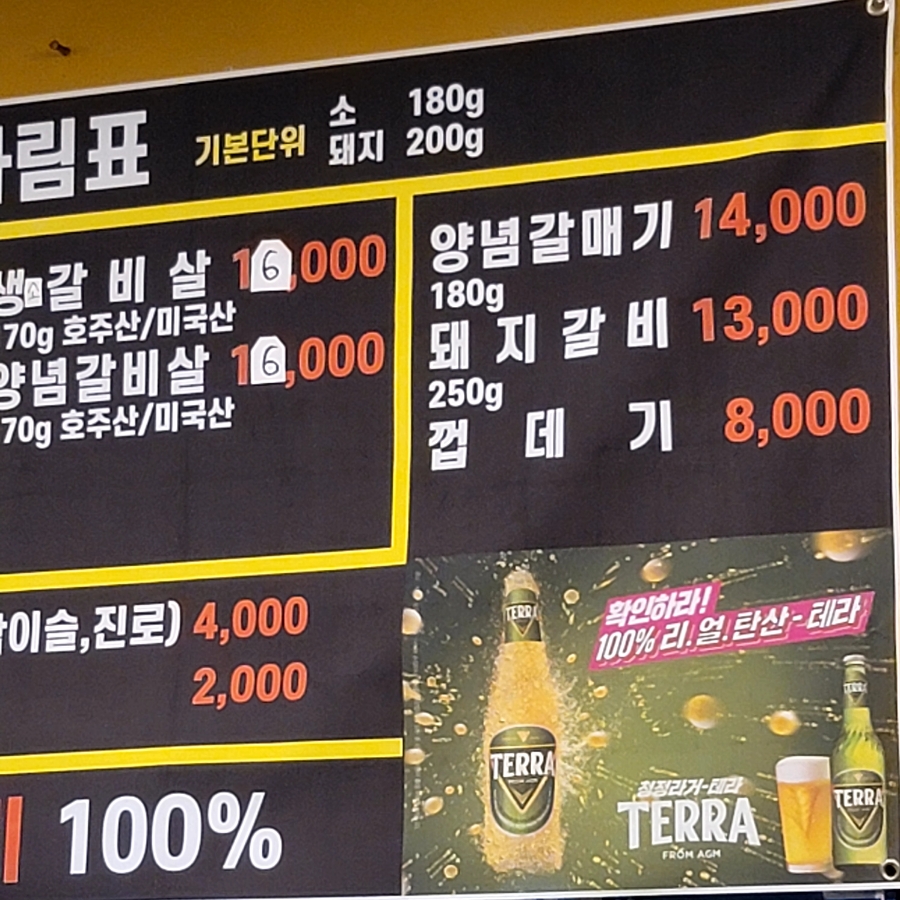 림표 기본단위 소 180g
돼지 200g
생소갈비살 16,000
70g 호주산/미국산
양념갈비살 16,000
70g 호주산/미국산
양념갈매기 14,000
180g
돼지갈비 13,000
250g
껍데기 8,000
이슬,진로) 4,000
2,000
100%
확인하라!
100% 리.얼.탄산-테라
청정라거-테라
TERRA
FROM AGM
TERRA
TERRA
TERRA
TERRA